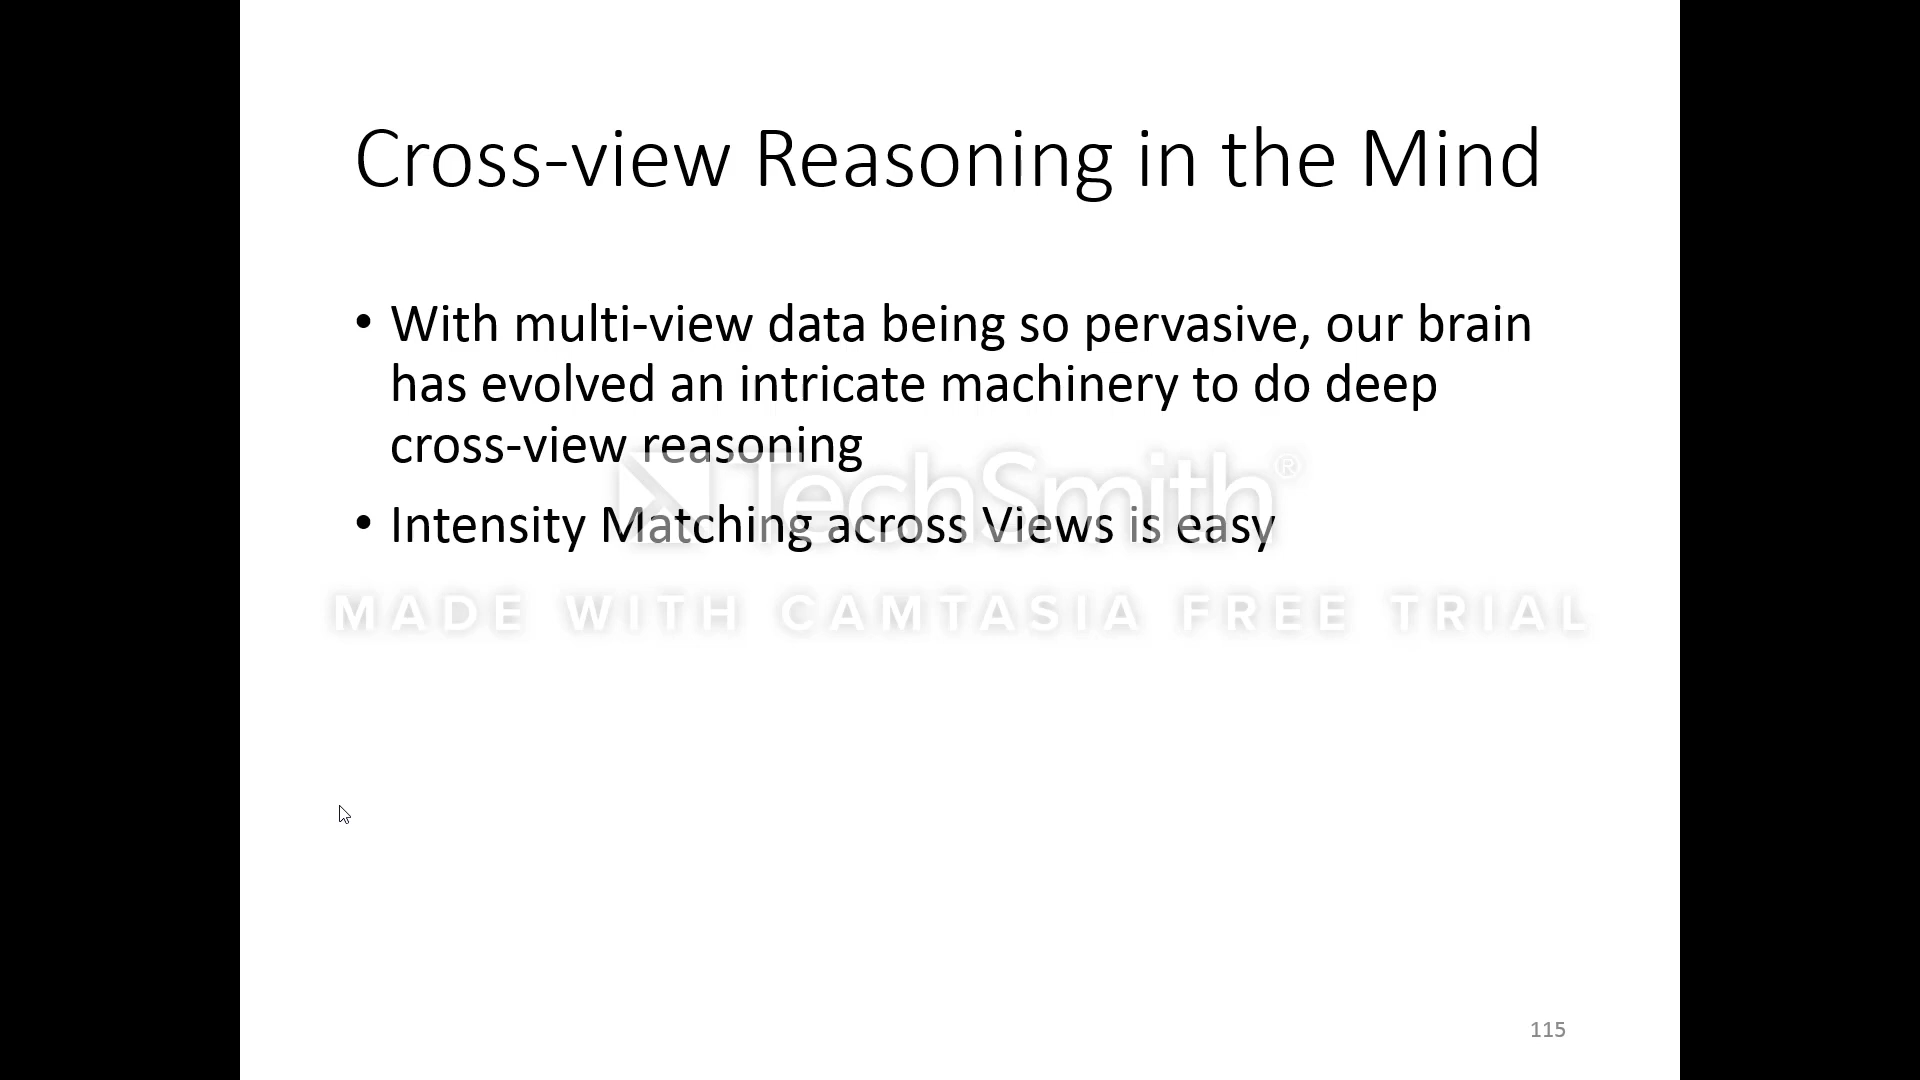 Cross-view Reasoning in the Mind
• With multi-view data being so pervasive, our brain
has evolved an intricate machinery to do deep
cross-view reasoning
TechSmith®
• Intensity Matching across Views is easy
MADE WITH CAMTASIA FREE TRIAL
115